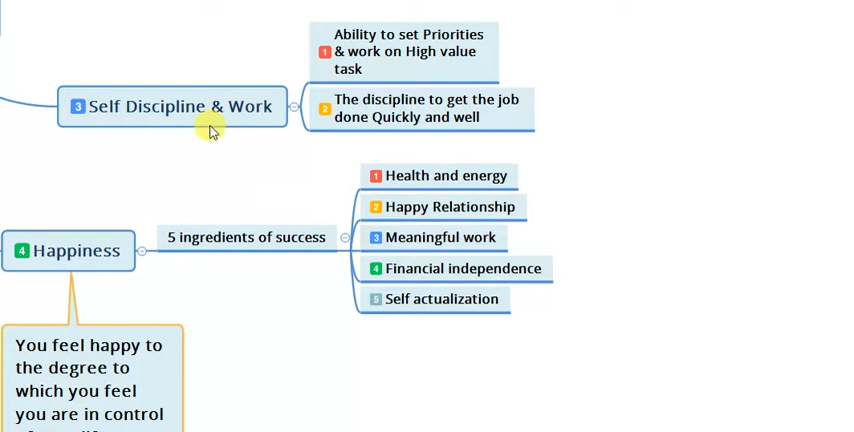 Ability to set Priorities
& work on High value
1
task
3 Self Discipline & Work
The discipline to get the job
2
done Quickly and well
1 Health and energy
2 Happy Relationship
5 ingredients of success
3 Meaningful work
4 Happiness
4 Financial independence
5 Self actualization
You feel happy to
the degree to
which you feel
you are in control